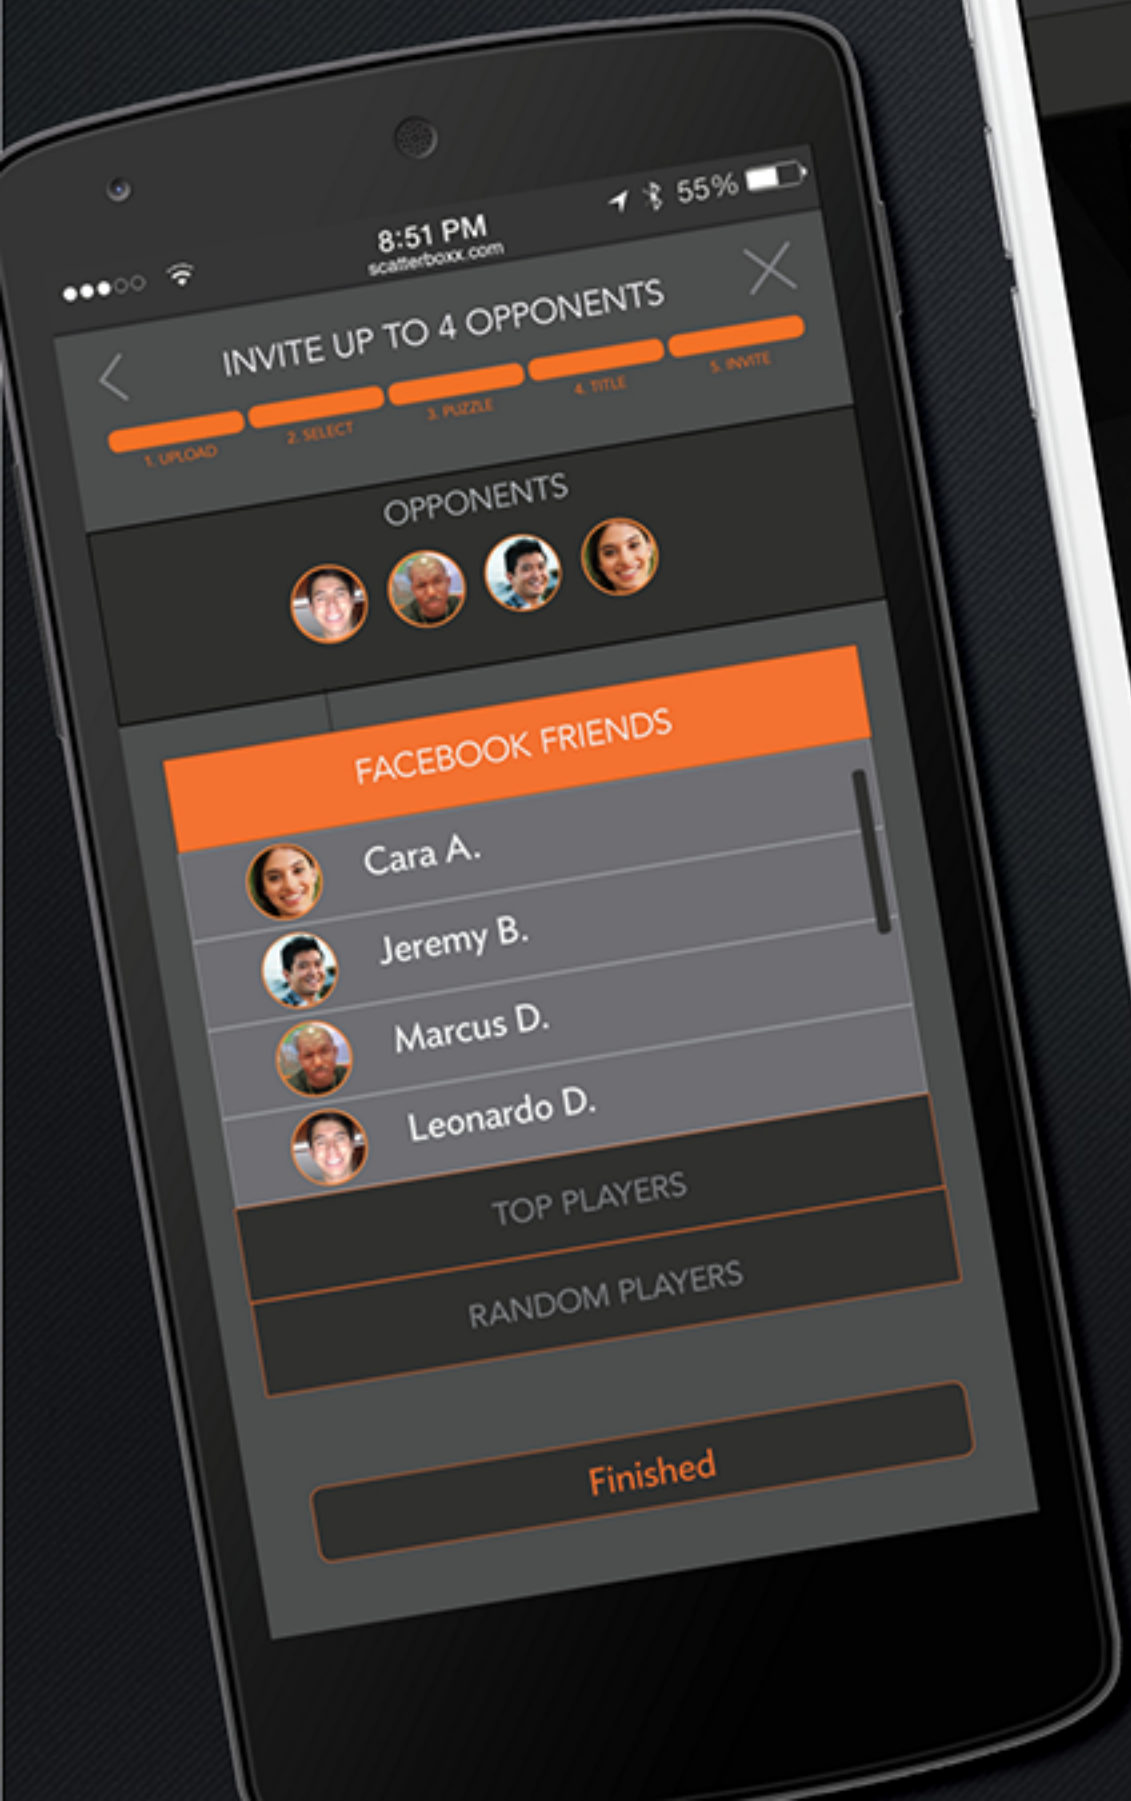 8:51 PM
55%
scatterboxx.com
INVITE UP TO 4 OPPONENTS
1. UPLOAD
2. SELECT
3. PUZZLE
4. TITLE
5. INVITE
OPPONENTS
FACEBOOK FRIENDS
Cara A.
Jeremy B.
Marcus D.
Leonardo D.
TOP PLAYERS
RANDOM PLAYERS
Finished